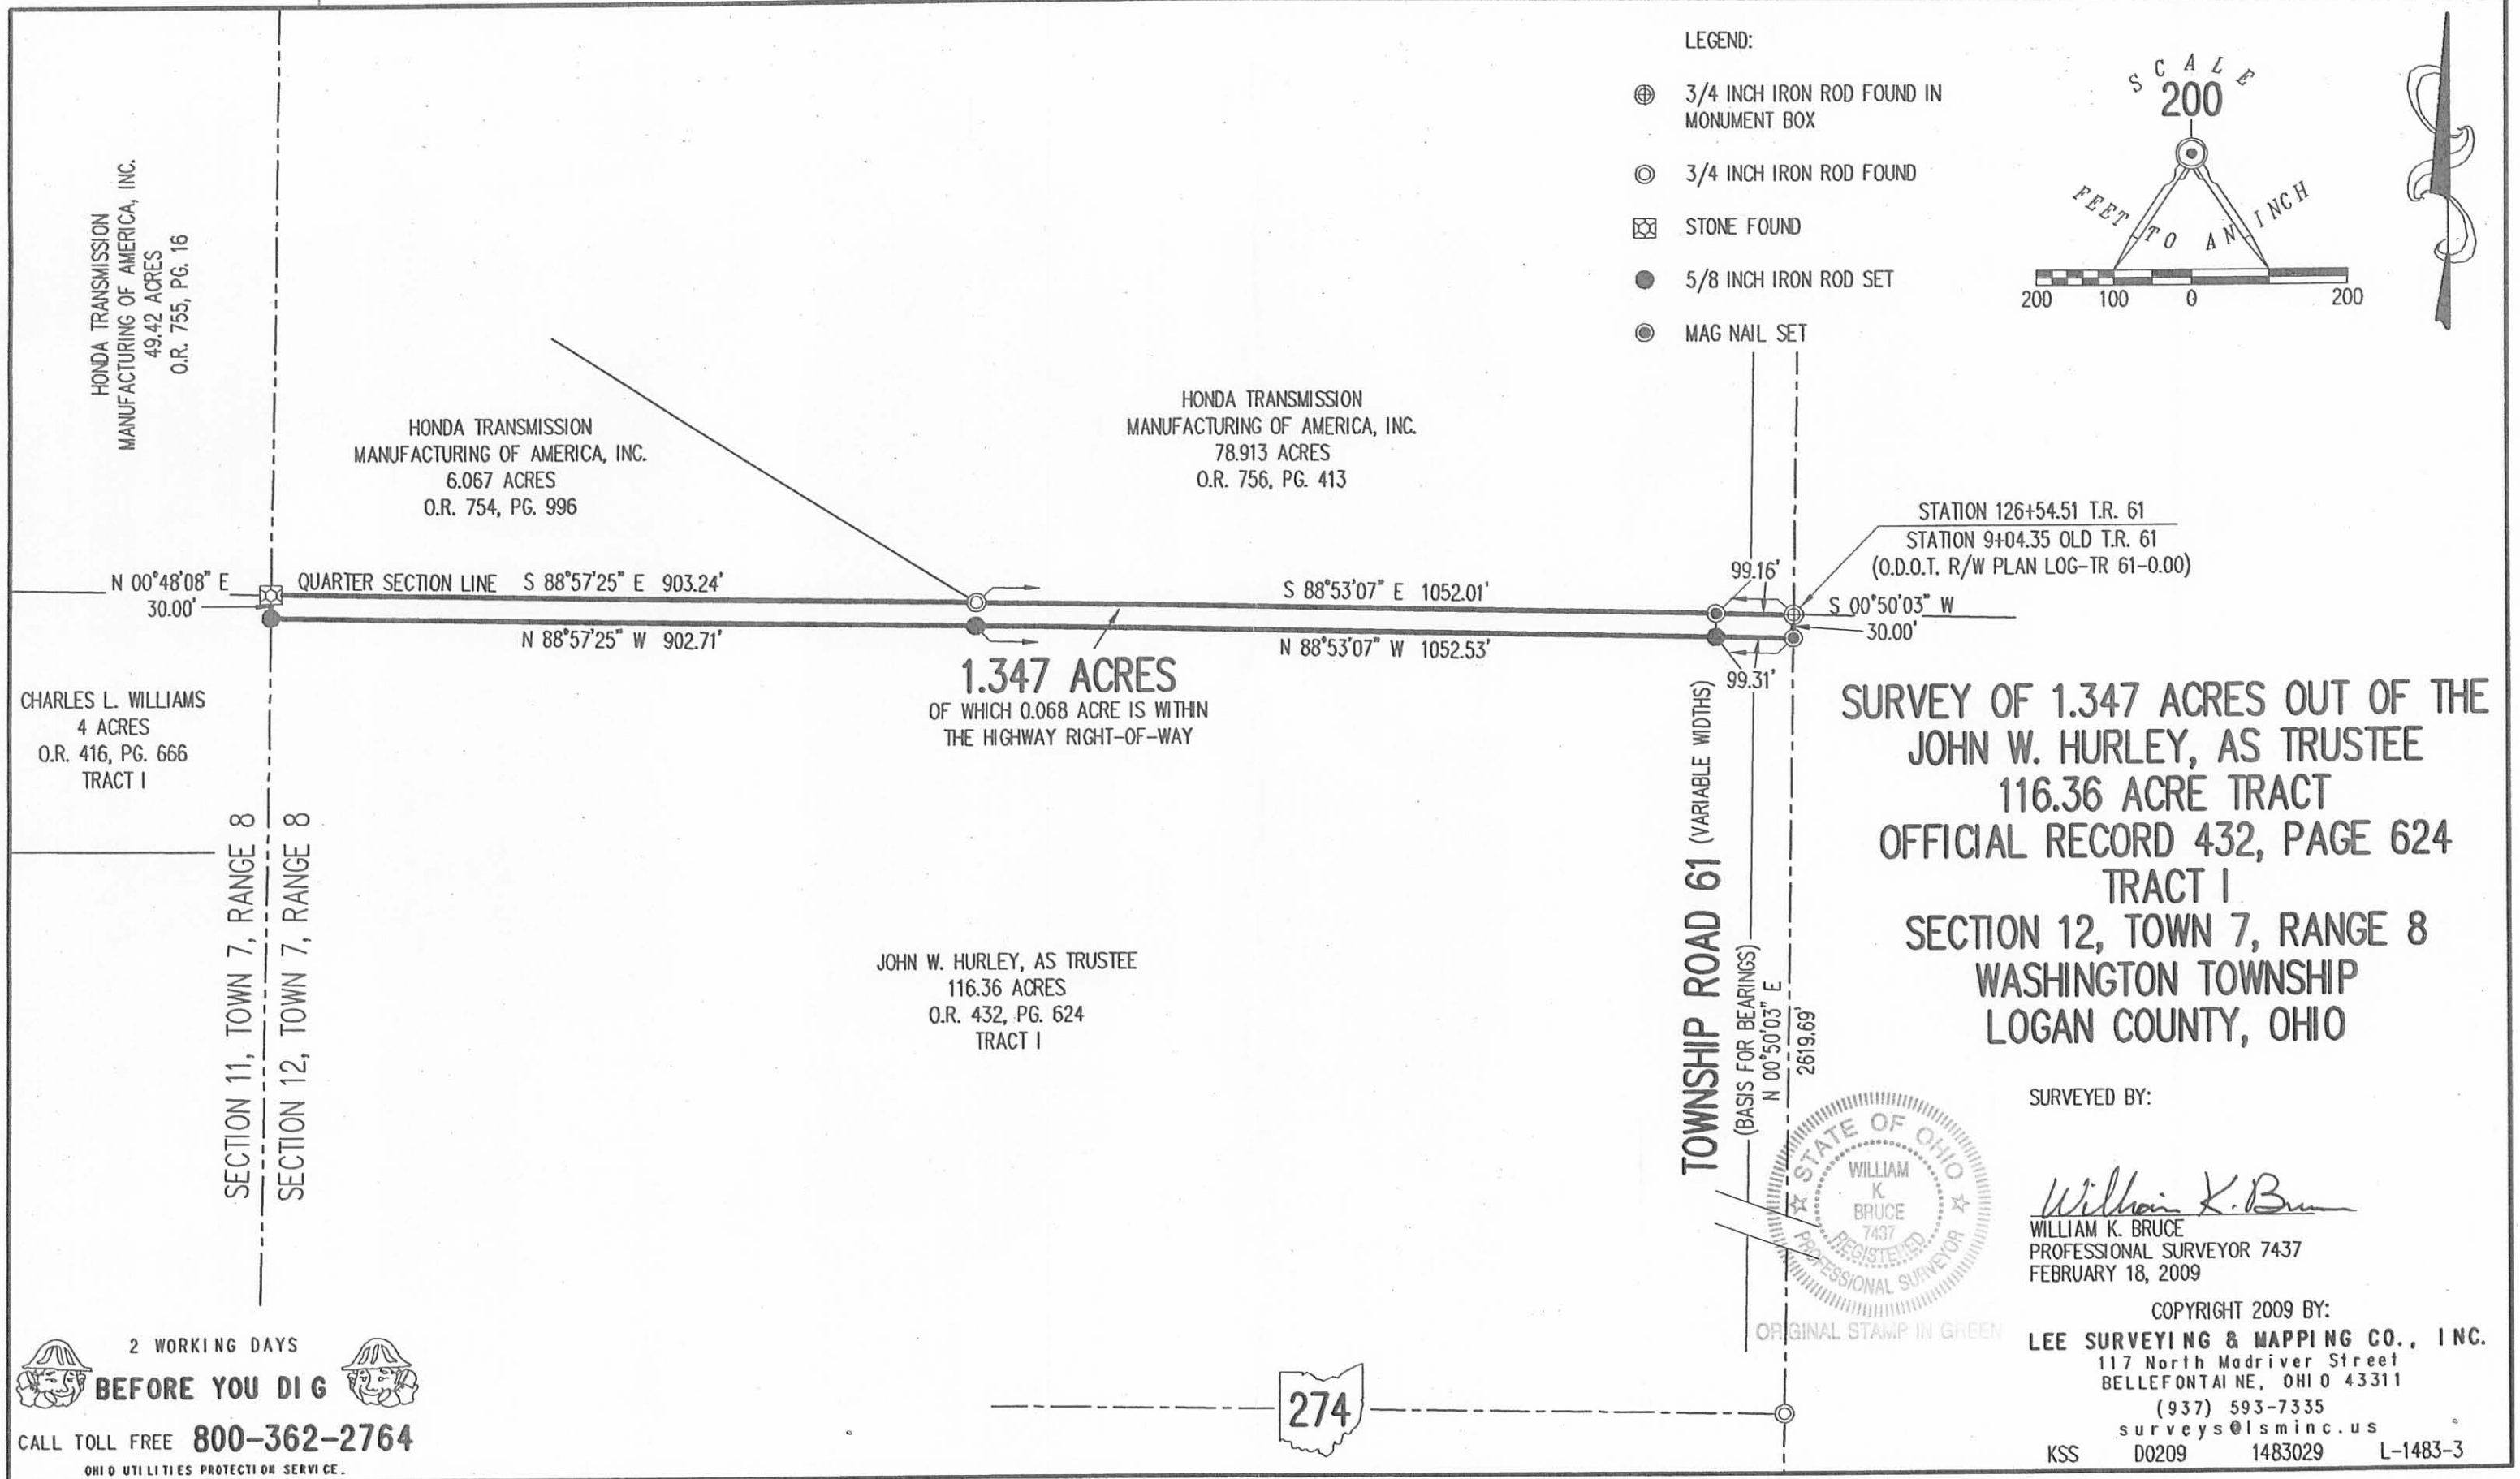 LEGEND:
3/4 INCH IRON ROD FOUND IN
MONUMENT BOX
3/4 INCH IRON ROD FOUND
STONE FOUND
5/8 INCH IRON ROD SET
MAG NAIL SET
SCALE
200
FEET TO AN INCH
200 100 0 200
HONDA TRANSMISSION
MANUFACTURING OF AMERICA, INC.
49.42 ACRES
O.R. 755, PG. 16
HONDA TRANSMISSION
MANUFACTURING OF AMERICA, INC.
6.067 ACRES
O.R. 754, PG. 996
HONDA TRANSMISSION
MANUFACTURING OF AMERICA, INC.
78.913 ACRES
O.R. 756, PG. 413
STATION 126+54.51 T.R. 61
STATION 9+04.35 OLD T.R. 61
(O.D.O.T. R/W PLAN LOG-TR 61-0.00)
N 00°48'08" E
30.00'
QUARTER SECTION LINE S 88°57'25" E 903.24'
S 88°53'07" E 1052.01'
99.16'
S 00°50'03" W
30.00'
N 88°57'25" W 902.71'
N 88°53'07" W 1052.53'
99.31'
1.347 ACRES
OF WHICH 0.068 ACRE IS WITHIN
THE HIGHWAY RIGHT-OF-WAY
CHARLES L. WILLIAMS
4 ACRES
O.R. 416, PG. 666
TRACT I
SECTION 11, TOWN 7, RANGE 8
SECTION 12, TOWN 7, RANGE 8
JOHN W. HURLEY, AS TRUSTEE
116.36 ACRES
O.R. 432, PG. 624
TRACT I
TOWNSHIP ROAD 61 (VARIABLE WIDTHS)
(BASIS FOR BEARINGS)
N 00°50'03" E
2619.69'
SURVEY OF 1.347 ACRES OUT OF THE
JOHN W. HURLEY, AS TRUSTEE
116.36 ACRE TRACT
OFFICIAL RECORD 432, PAGE 624
TRACT I
SECTION 12, TOWN 7, RANGE 8
WASHINGTON TOWNSHIP
LOGAN COUNTY, OHIO
SURVEYED BY:
William K. Bruce
WILLIAM K. BRUCE
PROFESSIONAL SURVEYOR 7437
FEBRUARY 18, 2009
STATE OF OHIO
WILLIAM
K.
BRUCE
7437
REGISTERED
PROFESSIONAL SURVEYOR
ORIGINAL STAMP IN GREEN
COPYRIGHT 2009 BY:
LEE SURVEYING & MAPPING CO., INC.
117 North Madriver Street
BELLEFONTAINE, OHIO 43311
(937) 593-7335
surveys@lsminc.us
KSS D0209 1483029 L-1483-3
2 WORKING DAYS
BEFORE YOU DIG
CALL TOLL FREE 800-362-2764
OHIO UTILITIES PROTECTION SERVICE.
274